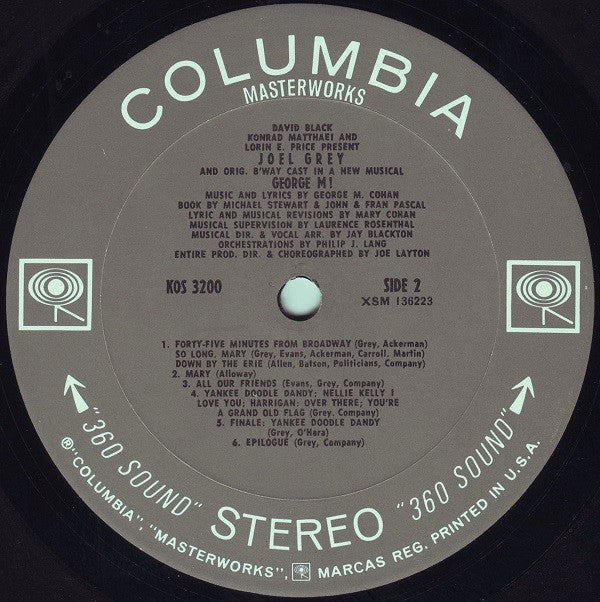 COLUMBIA
MASTERWORKS
DAVID BLACK
KONRAD MATTHAEI AND
LORIN E. PRICE PRESENT
JOEL GREY
AND ORIG. B'WAY CAST IN A NEW MUSICAL
GEORGE M!
MUSIC AND LYRICS BY GEORGE M. COHAN
BOOK BY MICHAEL STEWART & JOHN & FRAN PASCAL
LYRIC AND MUSICAL REVISIONS BY MARY COHAN
MUSICAL SUPERVISION BY LAURENCE ROSENTHAL
MUSICAL DIR. & VOCAL ARR. BY JAY BLACKTON
ORCHESTRATIONS BY PHILIP J. LANG
ENTIRE PROD. DIR. & CHOREOGRAPHED BY JOE LAYTON
KOS 3200
SIDE 2
XSM 136223
1. FORTY-FIVE MINUTES FROM BROADWAY (Grey, Ackerman)
SO LONG, MARY (Grey, Evans, Ackerman, Carroll, Martin)
DOWN BY THE ERIE (Allen, Batson, Politicians, Company)
2. MARY (Alloway)
3. ALL OUR FRIENDS (Evans, Grey, Company)
4. YANKEE DOODLE DANDY; NELLIE KELLY I
LOVE YOU; HARRIGAN; OVER THERE; YOU'RE
A GRAND OLD FLAG (Grey, Company)
5. FINALE: YANKEE DOODLE DANDY
(Grey, O'Hara)
6. EPILOGUE (Grey, Company)
"360 SOUND" STEREO "360 SOUND"
®"COLUMBIA", "MASTERWORKS", MARCAS REG. PRINTED IN U.S.A.